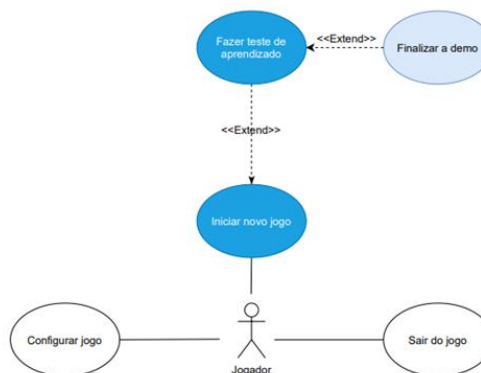 Fazer teste de
aprendizado
<<Extend>>
Finalizar a demo
<<Extend>>
Iniciar novo jogo
Configurar jogo
Sair do jogo
Jogador